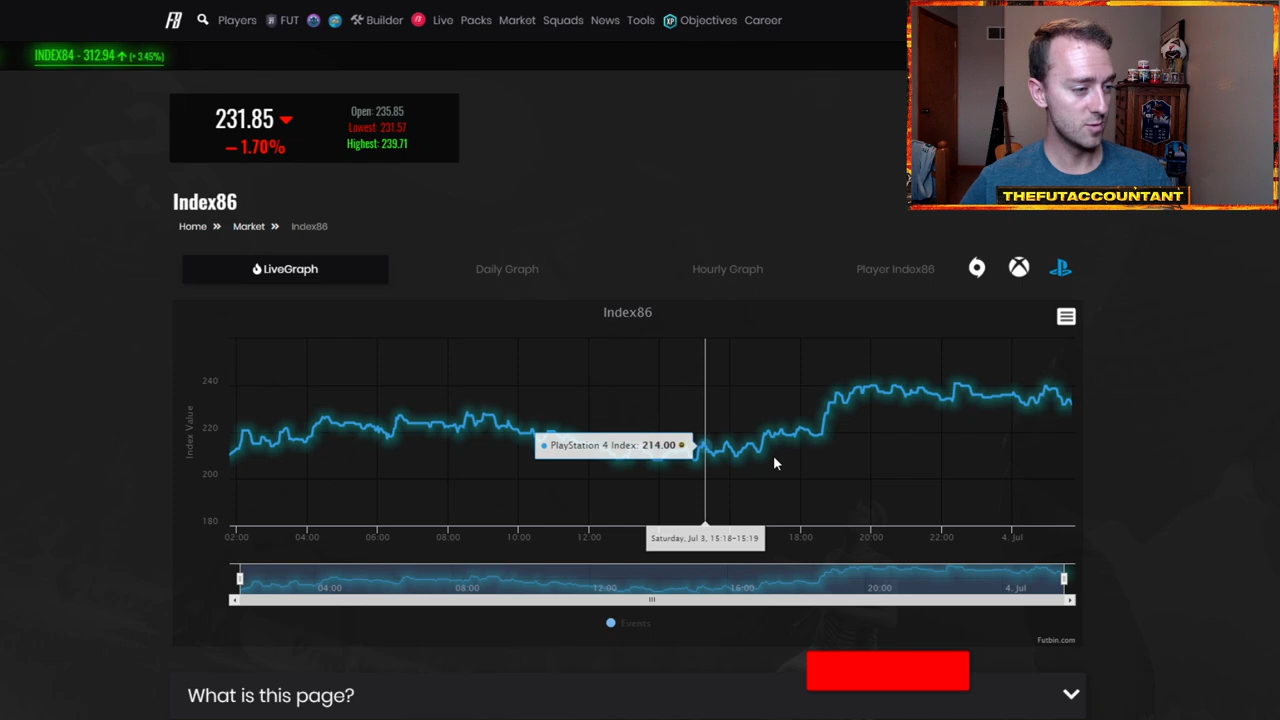 FB Players FUT Builder Live Packs Market Squads News Tools XP Objectives Career
INDEX84 - 312.94 (+ 3.45%)
231.85
– 1.70%
Open: 235.85
Lowest: 231.57
Highest: 239.71
THEFUTACCOUNTANT
Index86
Home » Market » Index86
LiveGraph Daily Graph Hourly Graph Player Index86
Index86
Index Value
240
220
200
180
PlayStation 4 Index: 214.00
Saturday, Jul 3, 15:18–15:19
02:00 04:00 06:00 08:00 10:00 12:00 18:00 20:00 22:00 4. Jul
04:00 08:00 12:00 16:00 20:00 4. Jul
Events
Futbin.com
What is this page?